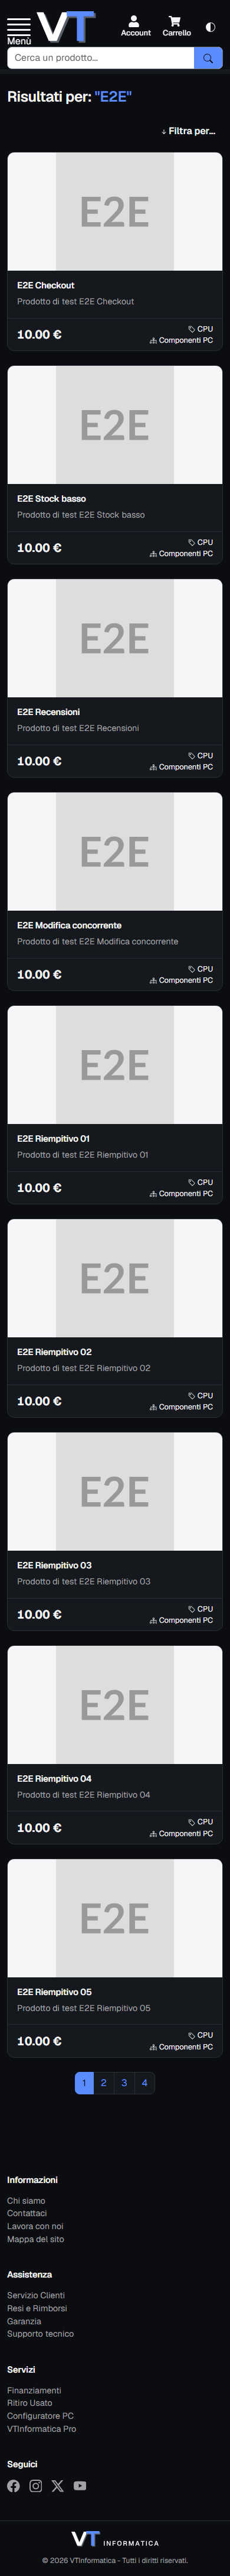 Menù
VT
Account
Carrello
Cerca un prodotto...
Risultati per: "E2E"
Filtra per...
E2E
E2E Checkout
Prodotto di test E2E Checkout
10.00 €
CPU
Componenti PC
E2E
E2E Stock basso
Prodotto di test E2E Stock basso
10.00 €
CPU
Componenti PC
E2E
E2E Recensioni
Prodotto di test E2E Recensioni
10.00 €
CPU
Componenti PC
E2E
E2E Modifica concorrente
Prodotto di test E2E Modifica concorrente
10.00 €
CPU
Componenti PC
E2E
E2E Riempitivo 01
Prodotto di test E2E Riempitivo 01
10.00 €
CPU
Componenti PC
E2E
E2E Riempitivo 02
Prodotto di test E2E Riempitivo 02
10.00 €
CPU
Componenti PC
E2E
E2E Riempitivo 03
Prodotto di test E2E Riempitivo 03
10.00 €
CPU
Componenti PC
E2E
E2E Riempitivo 04
Prodotto di test E2E Riempitivo 04
10.00 €
CPU
Componenti PC
E2E
E2E Riempitivo 05
Prodotto di test E2E Riempitivo 05
10.00 €
CPU
Componenti PC
1 2 3 4
Informazioni
Chi siamo
Contattaci
Lavora con noi
Mappa del sito
Assistenza
Servizio Clienti
Resi e Rimborsi
Garanzia
Supporto tecnico
Servizi
Finanziamenti
Ritiro Usato
Configuratore PC
VTInformatica Pro
Seguici
VT INFORMATICA
© 2026 VTInformatica - Tutti i diritti riservati.